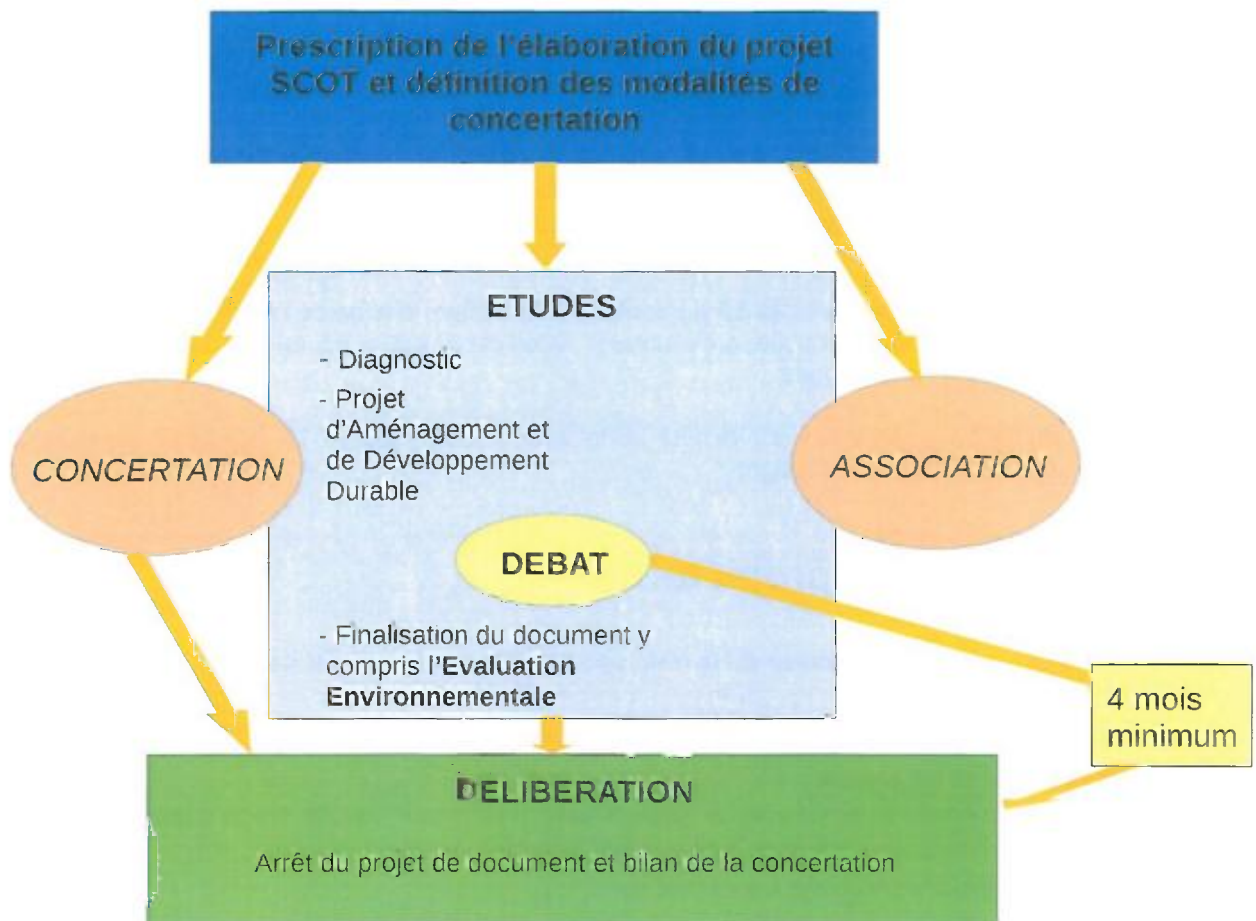 Prescription de l'élaboration du projet
SCOT et définition des modalités de
concertation
ETUDES
- Diagnostic
- Projet
d'Aménagement et
de Développement
Durable
CONCERTATION
ASSOCIATION
DEBAT
- Finalisation du document y
compris l'Evaluation
Environnementale
4 mois
minimum
DELIBERATION
Arrêt du projet de document et bilan de la concertation